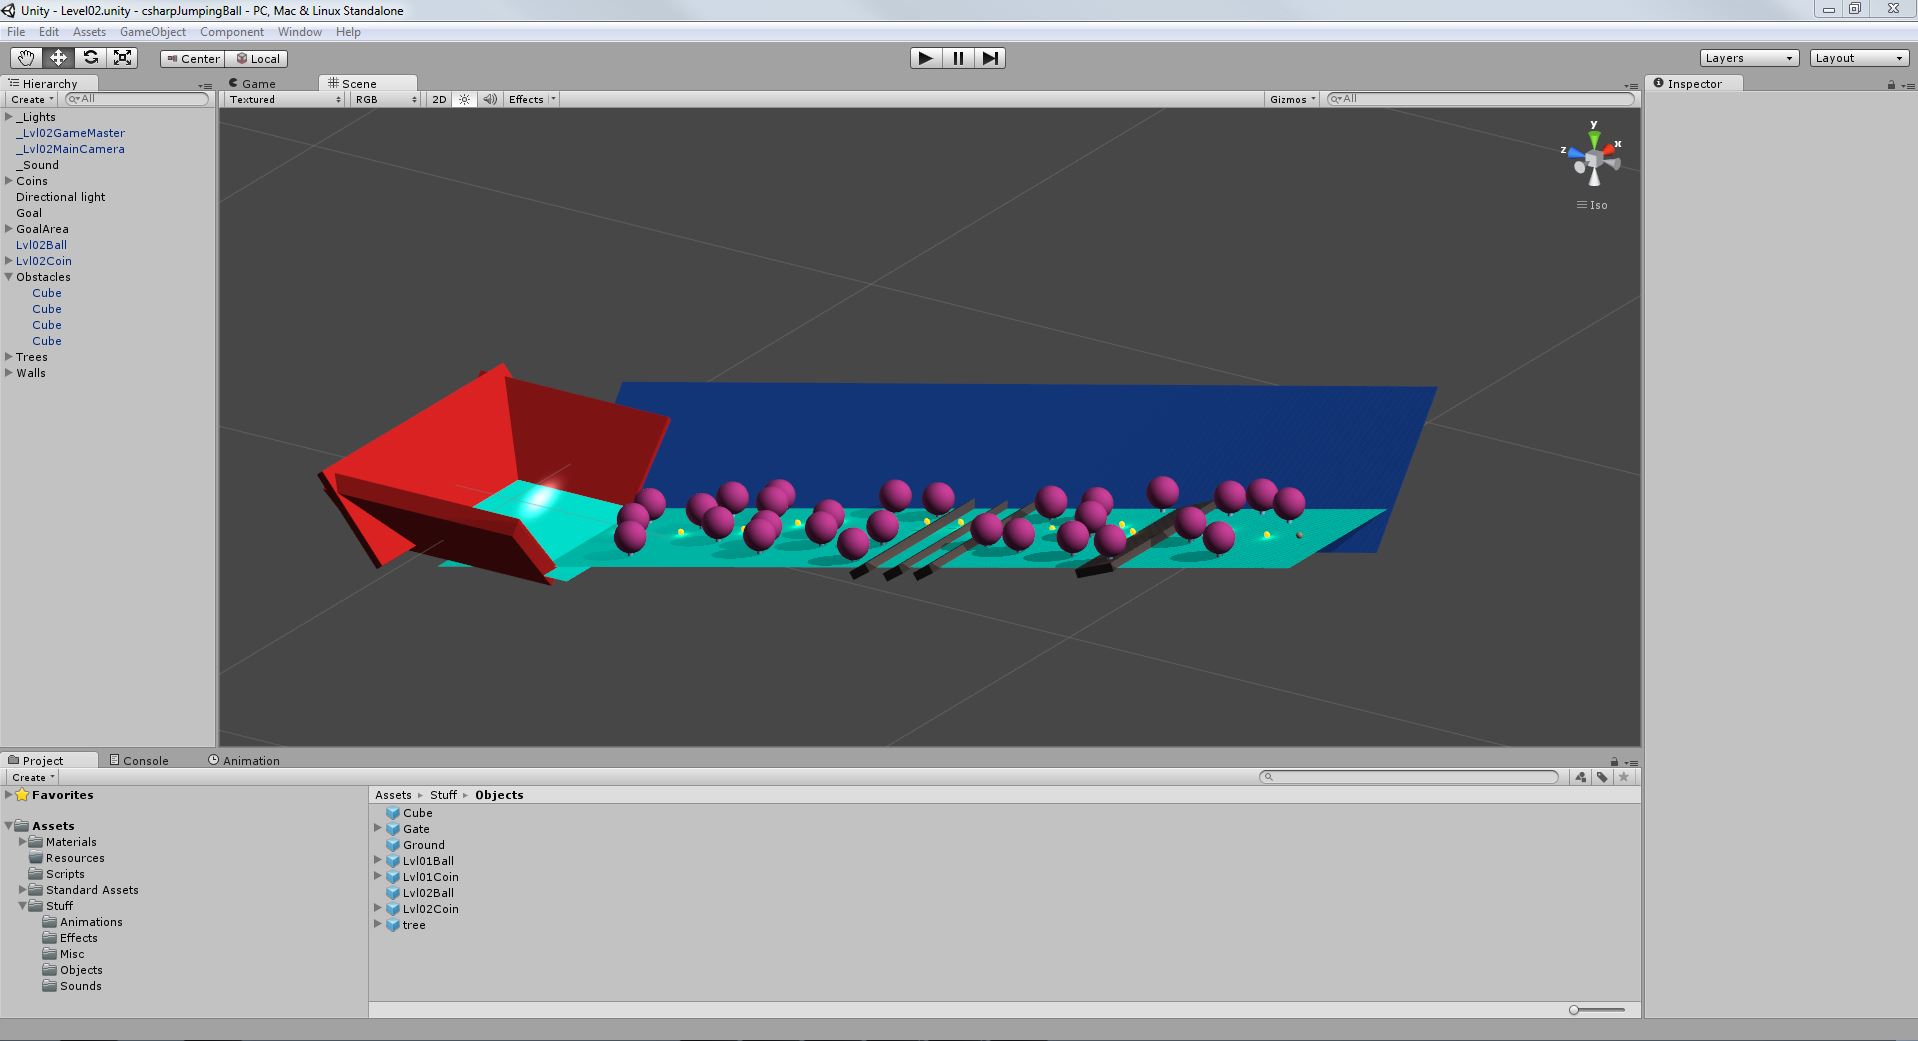 Unity - Level02.unity - csharpJumpingBall - PC, Mac & Linux Standalone
File Edit Assets GameObject Component Window Help
Center Local Layers Layout
Hierarchy
Create All
_Lights
_Lvl02GameMaster
_Lvl02MainCamera
_Sound
Coins
Directional light
Goal
GoalArea
Lvl02Ball
Lvl02Coin
Obstacles
Cube
Cube
Cube
Cube
Trees
Walls
Game Scene
Textured RGB 2D Effects Gizmos All
y
z x
Iso
Inspector
Project Console Animation
Create
Favorites
Assets
Materials
Resources
Scripts
Standard Assets
Stuff
Animations
Effects
Misc
Objects
Sounds
Assets Stuff Objects
Cube
Gate
Ground
Lvl01Ball
Lvl01Coin
Lvl02Ball
Lvl02Coin
tree